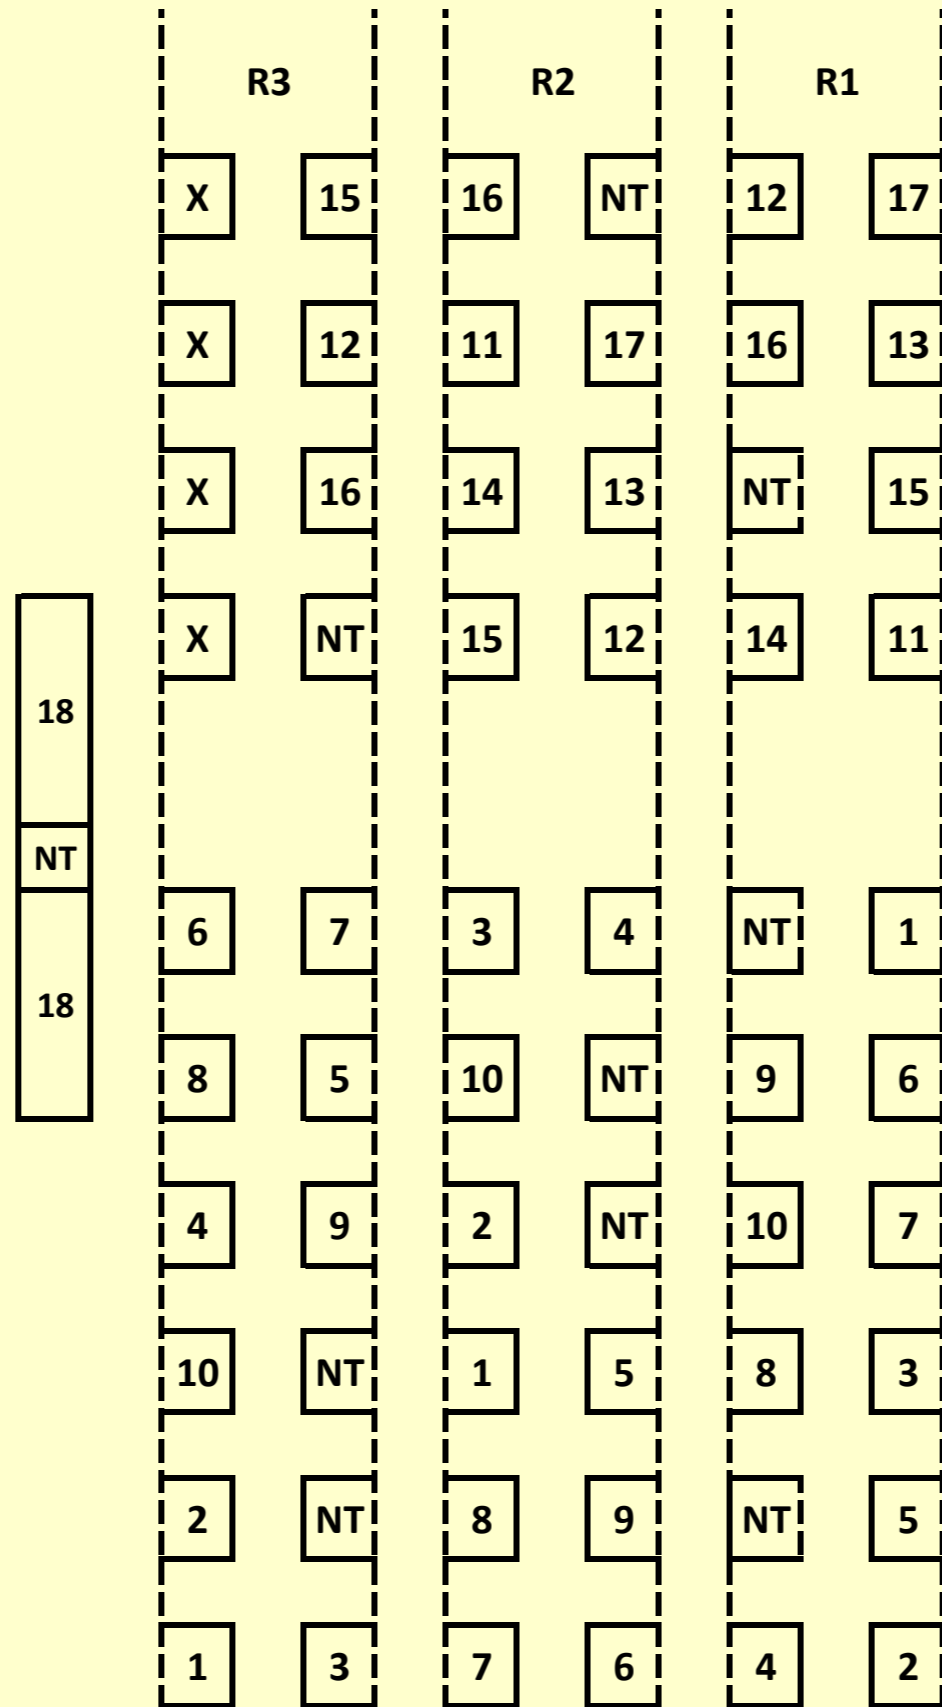 R3 R2 R1
X 15 16 NT 12 17
X 12 11 17 16 13
X 16 14 13 NT 15
X NT 15 12 14 11
18
NT
6 7 3 4 NT 1
18
8 5 10 NT 9 6
4 9 2 NT 10 7
10 NT 1 5 8 3
2 NT 8 9 NT 5
1 3 7 6 4 2